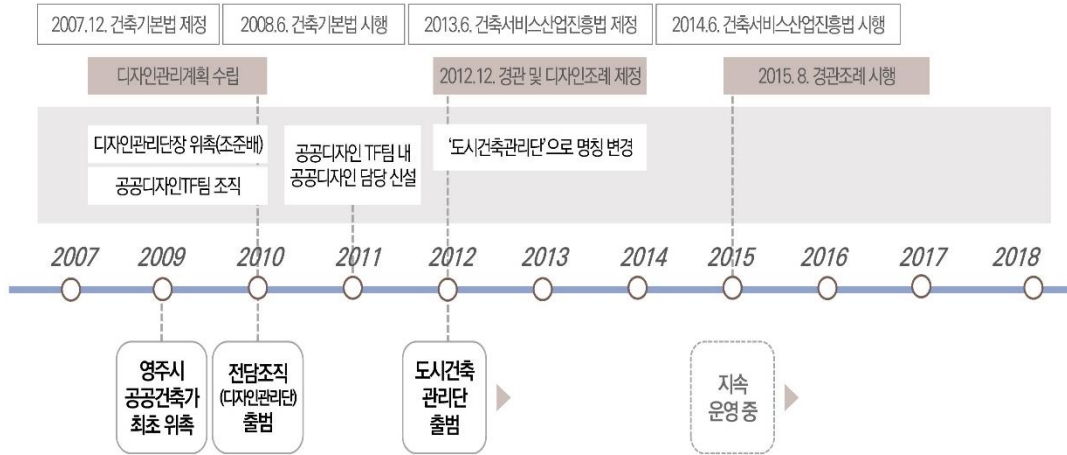 2007.12. 건축기본법 제정
2008.6. 건축기본법 시행
2013.6. 건축서비스산업진흥법 제정
2014.6. 건축서비스산업진흥법 시행
디자인관리계획 수립
2012.12. 경관 및 디자인조례 제정
2015. 8. 경관조례 시행
디자인관리단장 위촉(조준배)
공공디자인TF팀 조직
공공디자인 TF팀 내
공공디자인 담당 신설
‘도시건축관리단’으로 명칭 변경
2007
2009
2010
2011
2012
2013
2014
2015
2016
2017
2018
영주시
공공건축가
최초 위촉
전담조직
(디자인관리단)
출범
도시건축
관리단
출범
지속
운영 중